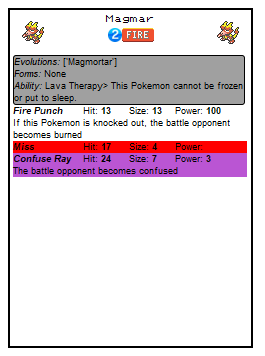 Magmar
2 FIRE
Evolutions: ['Magmortar']
Forms: None
Ability: Lava Therapy> This Pokemon cannot be frozen
or put to sleep.
Fire Punch Hit: 13 Size: 13 Power: 100
If this Pokemon is knocked out, the battle opponent
becomes burned
Miss Hit: 17 Size: 4 Power:
Confuse Ray Hit: 24 Size: 7 Power: 3
The battle opponent becomes confused